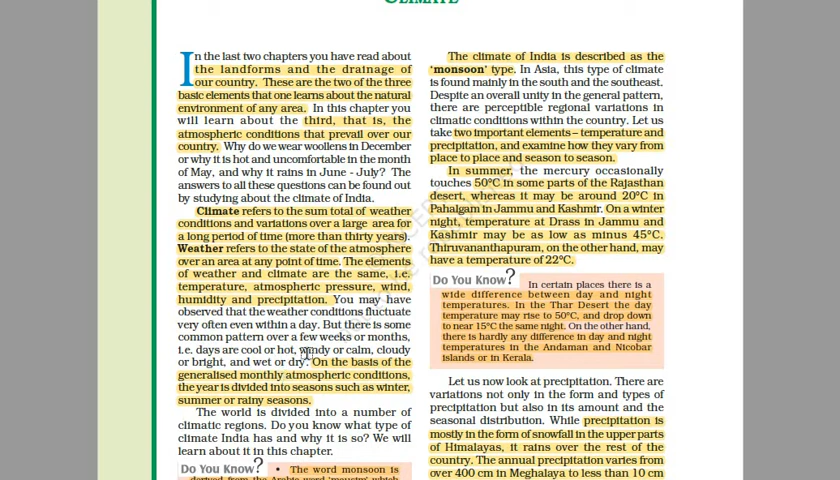 CLIMATE
In the last two chapters you have read about
the landforms and the drainage of
our country. These are the two of the three
basic elements that one learns about the natural
environment of any area. In this chapter you
will learn about the third, that is, the
atmospheric conditions that prevail over our
country. Why do we wear woollens in December
or why it is hot and uncomfortable in the month
of May, and why it rains in June - July? The
answers to all these questions can be found out
by studying about the climate of India.
Climate refers to the sum total of weather
conditions and variations over a large area for
a long period of time (more than thirty years).
Weather refers to the state of the atmosphere
over an area at any point of time. The elements
of weather and climate are the same, i.e.
temperature, atmospheric pressure, wind,
humidity and precipitation. You may have
observed that the weather conditions fluctuate
very often even within a day. But there is some
common pattern over a few weeks or months,
i.e. days are cool or hot, windy or calm, cloudy
or bright, and wet or dry. On the basis of the
generalised monthly atmospheric conditions,
the year is divided into seasons such as winter,
summer or rainy seasons.
The world is divided into a number of
climatic regions. Do you know what type of
climate India has and why it is so? We will
learn about it in this chapter.
Do You Know?
• The word monsoon is
derived from the Arabic word 'mausim' which
The climate of India is described as the
'monsoon' type. In Asia, this type of climate
is found mainly in the south and the southeast.
Despite an overall unity in the general pattern,
there are perceptible regional variations in
climatic conditions within the country. Let us
take two important elements – temperature and
precipitation, and examine how they vary from
place to place and season to season.
In summer, the mercury occasionally
touches 50°C in some parts of the Rajasthan
desert, whereas it may be around 20°C in
Pahalgam in Jammu and Kashmir. On a winter
night, temperature at Drass in Jammu and
Kashmir may be as low as minus 45°C.
Thiruvananthapuram, on the other hand, may
have a temperature of 22°C.
Do You Know?
In certain places there is a
wide difference between day and night
temperatures. In the Thar Desert the day
temperature may rise to 50°C, and drop down
to near 15°C the same night. On the other hand,
there is hardly any difference in day and night
temperatures in the Andaman and Nicobar
islands or in Kerala.
Let us now look at precipitation. There are
variations not only in the form and types of
precipitation but also in its amount and the
seasonal distribution. While precipitation is
mostly in the form of snowfall in the upper parts
of Himalayas, it rains over the rest of the
country. The annual precipitation varies from
over 400 cm in Meghalaya to less than 10 cm